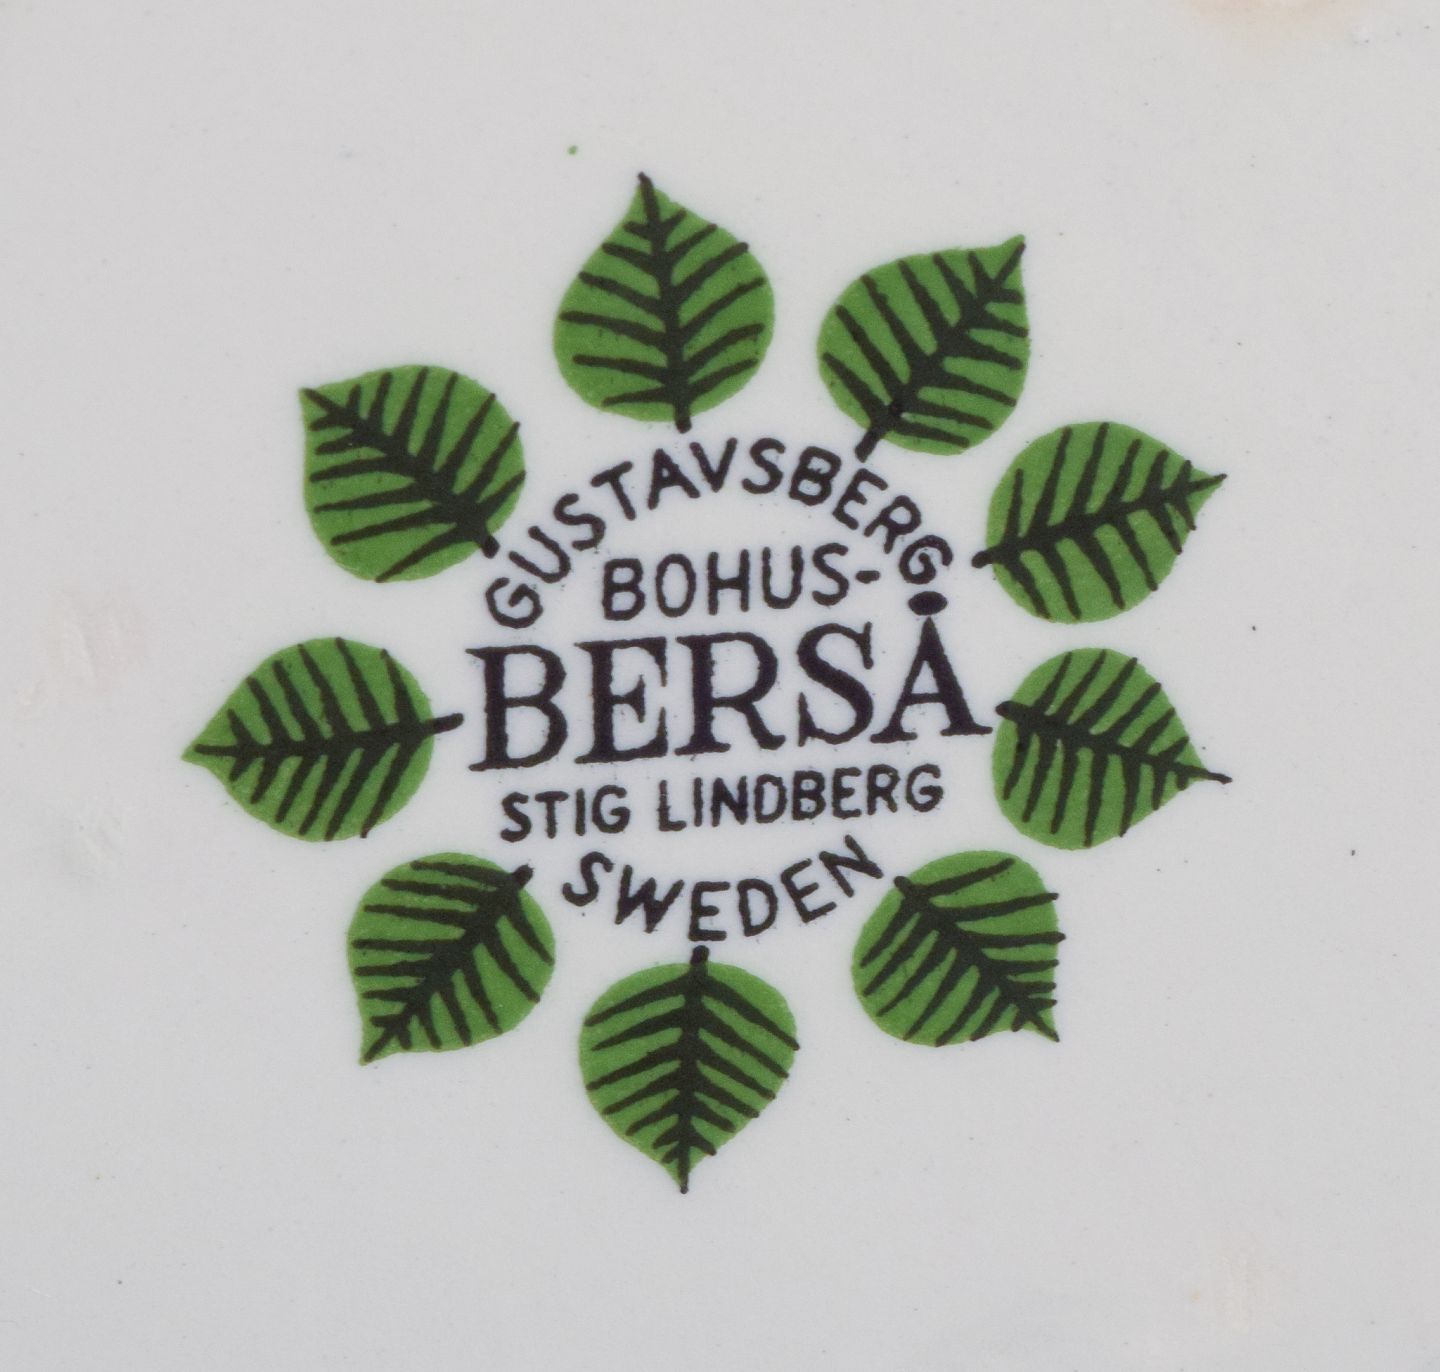 GUSTAVSBERG
BOHUS-
BERSÅ
STIG LINDBERG
SWEDEN